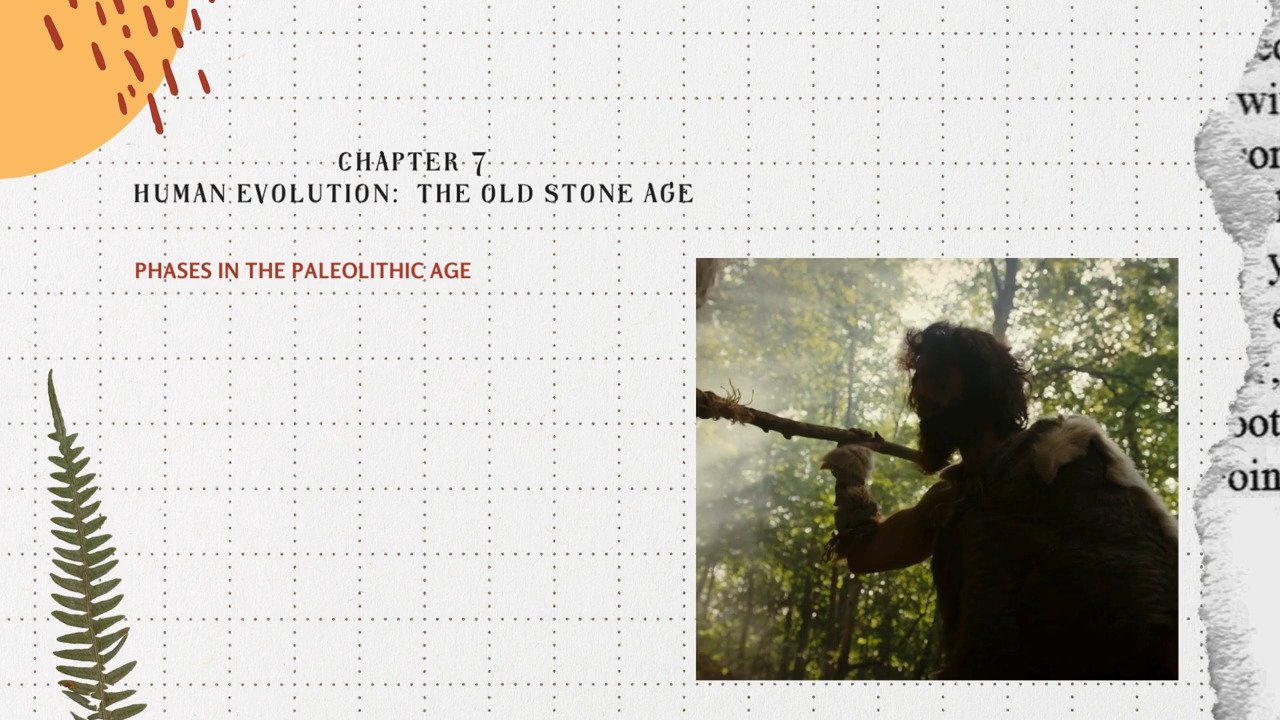 CHAPTER 7
HUMAN EVOLUTION: THE OLD STONE AGE
PHASES IN THE PALEOLITHIC AGE